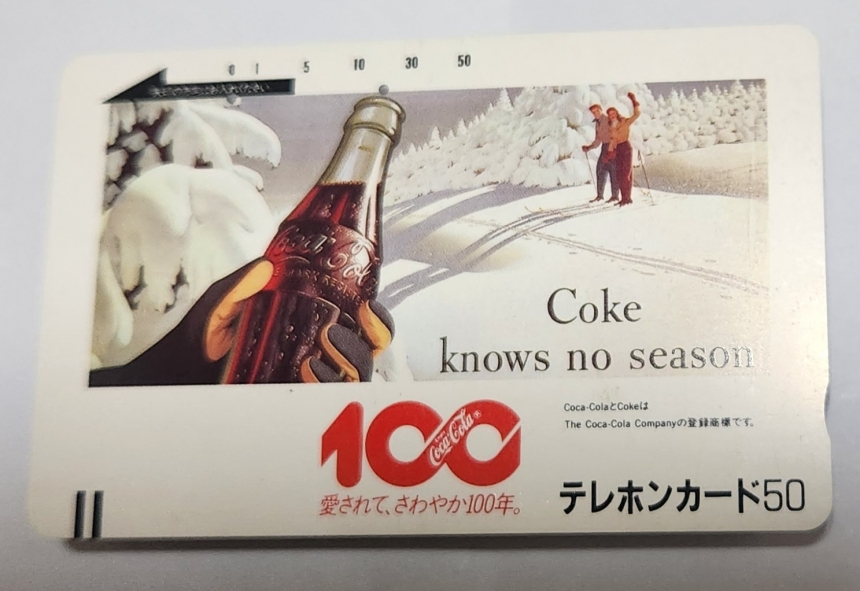 0 1 5 10 30 50
Coca-Cola
Coke
knows no season
Coca-ColaとCokeは
The Coca-Cola Companyの登録商標です。
100
Coca-Cola®
愛されて、さわやか100年。
テレホンカード50